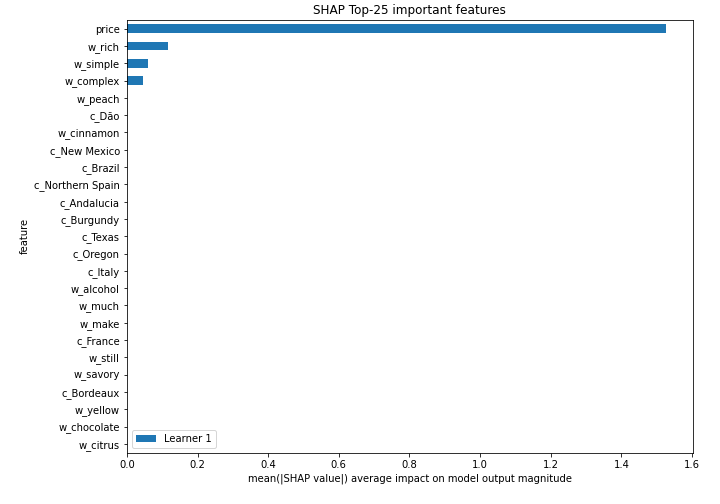 SHAP Top-25 important features
price
w_rich
w_simple
w_complex
w_peach
c_Dão
w_cinnamon
c_New Mexico
c_Brazil
c_Northern Spain
c_Andalucia
c_Burgundy
c_Texas
c_Oregon
c_Italy
w_alcohol
w_much
w_make
c_France
w_still
w_savory
c_Bordeaux
w_yellow
w_chocolate
w_citrus
feature
Learner 1
0.0 0.2 0.4 0.6 0.8 1.0 1.2 1.4 1.6
mean(|SHAP value|) average impact on model output magnitude